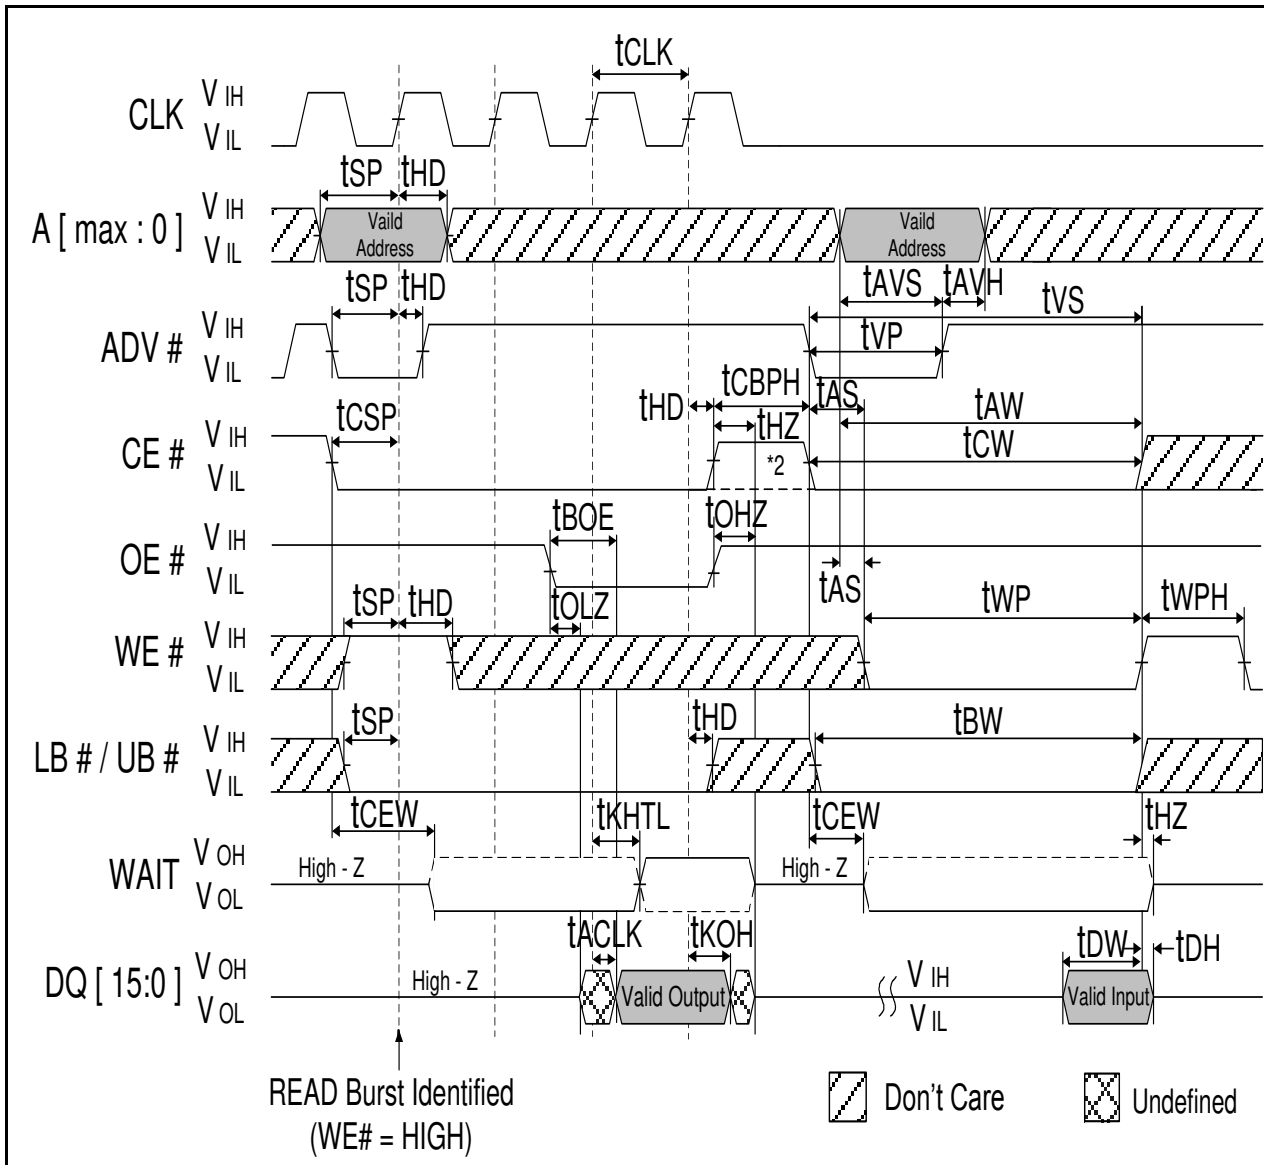 tCLK
CLK
V IH
V IL
tSP tHD
A [ max : 0 ]
V IH
V IL
Vaild
Address
Vaild
Address
tSP tHD
tAVS tAVH
tVS
ADV #
V IH
V IL
tVP
tCBPH
tHD
tAS
tCSP
tHZ
tAW
CE #
V IH
V IL
*2
tCW
tBOE
tOHZ
OE #
V IH
V IL
tAS
tSP tHD
tOLZ
tWP
tWPH
WE #
V IH
V IL
tSP
tHD
tBW
LB # / UB #
V IH
V IL
tCEW
tKHTL
tCEW
tHZ
WAIT
V OH
V OL
High - Z
High - Z
tACLK
tKOH
tDW
tDH
DQ [ 15:0 ]
V OH
V OL
High - Z
Valid Output
V IH
V IL
Valid Input
READ Burst Identified
(WE# = HIGH)
Don't Care
Undefined